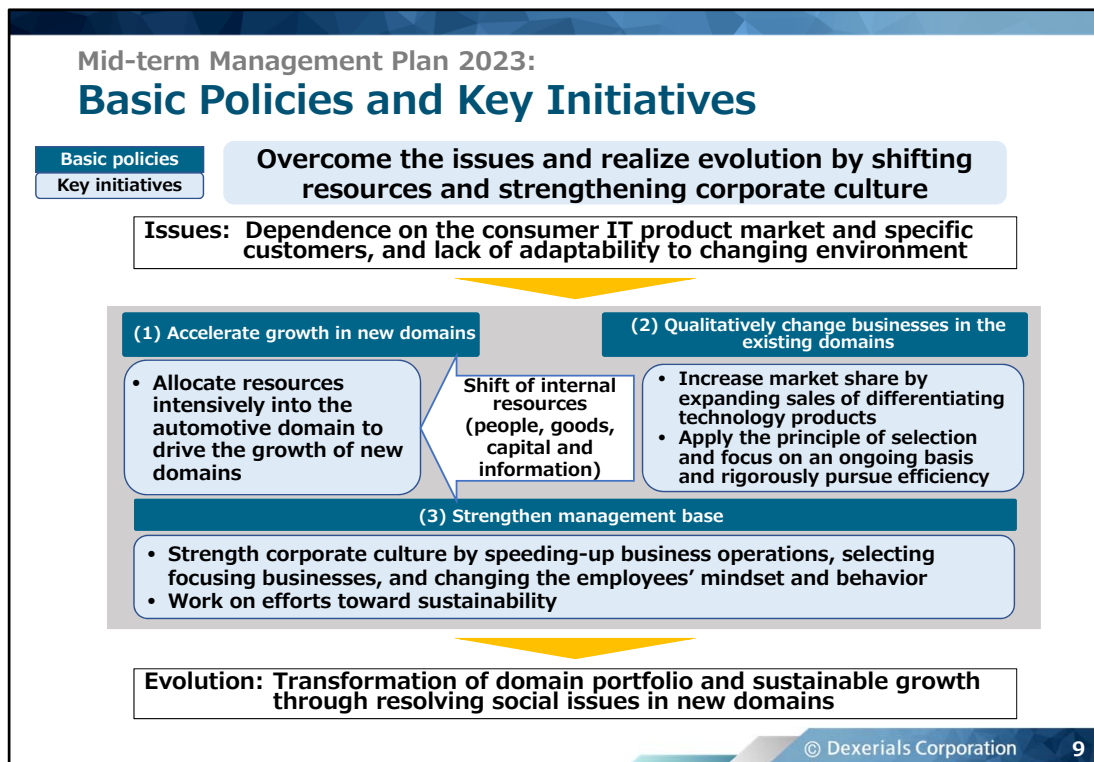 Mid-term Management Plan 2023:
Basic Policies and Key Initiatives
Basic policies
Key initiatives
Overcome the issues and realize evolution by shifting
resources and strengthening corporate culture
Issues: Dependence on the consumer IT product market and specific
customers, and lack of adaptability to changing environment
(1) Accelerate growth in new domains
• Allocate resources
intensively into the
automotive domain to
drive the growth of new
domains
Shift of internal
resources
(people, goods,
capital and
information)
(2) Qualitatively change businesses in the
existing domains
• Increase market share by
expanding sales of differentiating
technology products
• Apply the principle of selection
and focus on an ongoing basis
and rigorously pursue efficiency
(3) Strengthen management base
• Strength corporate culture by speeding-up business operations, selecting
focusing businesses, and changing the employees’ mindset and behavior
• Work on efforts toward sustainability
Evolution: Transformation of domain portfolio and sustainable growth
through resolving social issues in new domains
© Dexerials Corporation 9